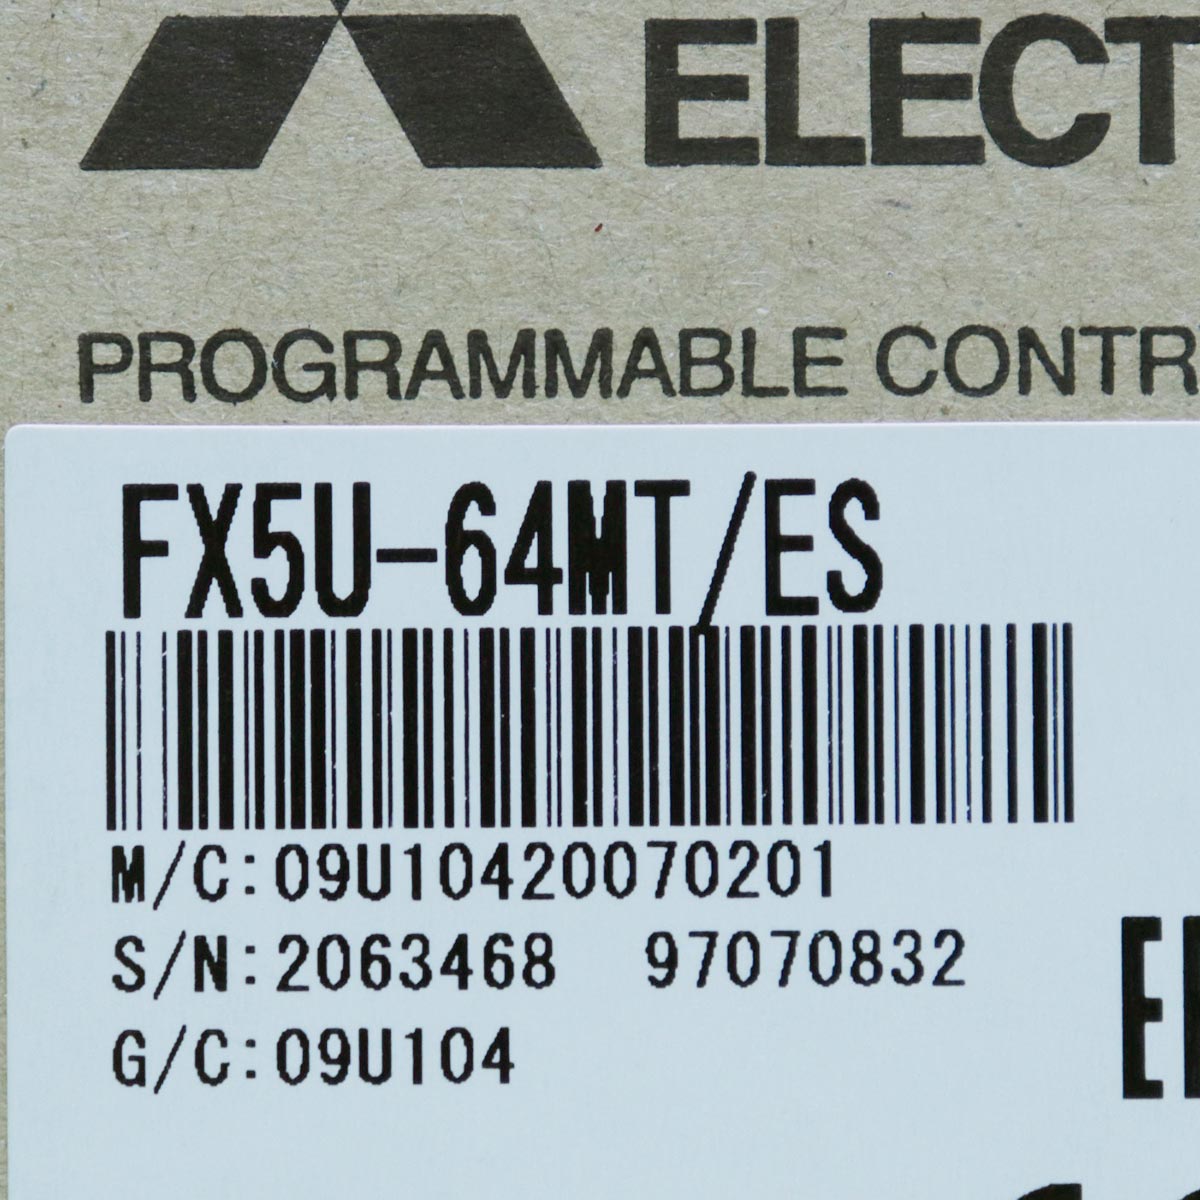 ELECT
PROGRAMMABLE CONTR
FX5U-64MT/ES
M/C:09U10420070201
S/N:2063468 97070832
G/C:09U104